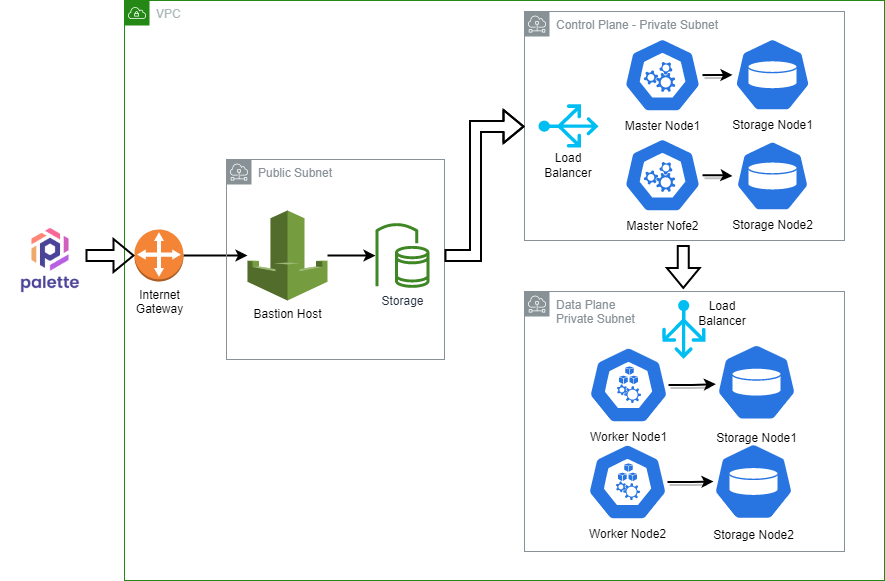 VPC
Control Plane - Private Subnet
Master Node1
Storage Node1
Load
Balancer
Master Nofe2
Storage Node2
Public Subnet
Bastion Host
Storage
palette
Internet
Gateway
Data Plane
Private Subnet
Load
Balancer
Worker Node1
Storage Node1
Worker Node2
Storage Node2